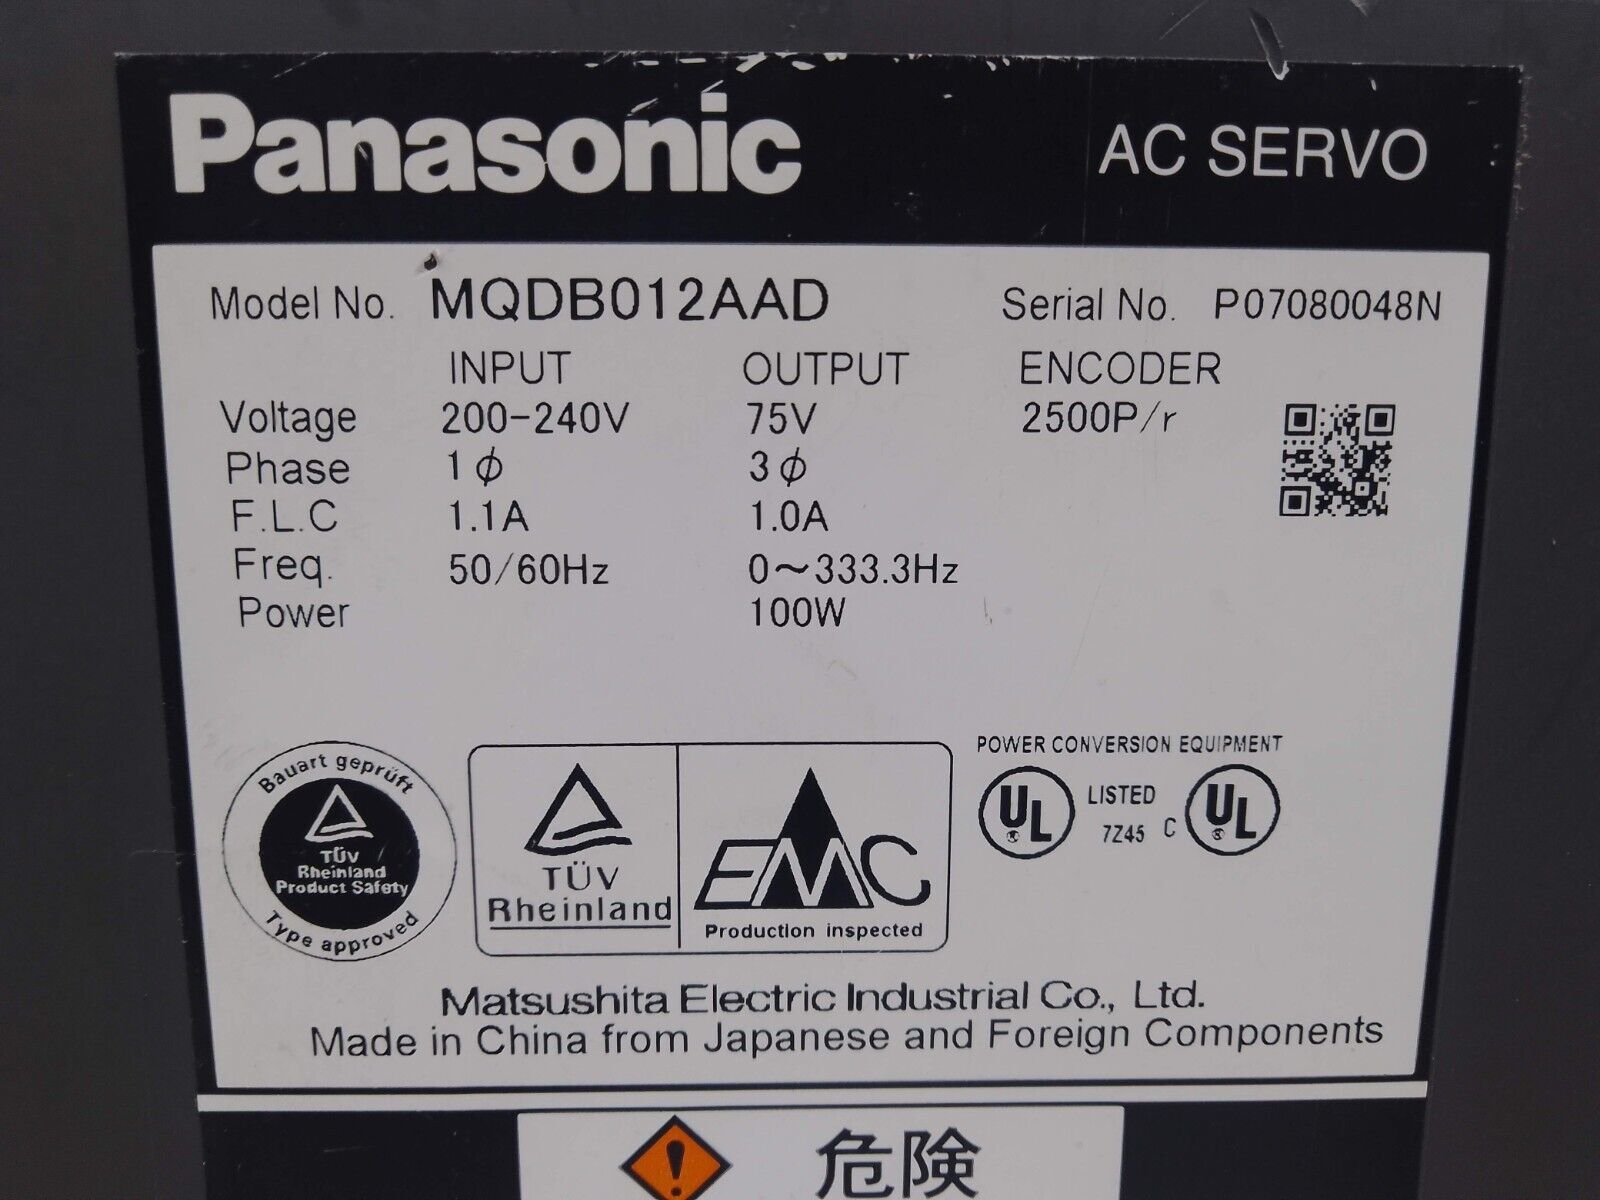 Panasonic AC SERVO
Model No. MQDB012AAD Serial No. P07080048N
INPUT OUTPUT ENCODER
Voltage 200-240V 75V 2500P/r
Phase 1φ 3φ
F.L.C 1.1A 1.0A
Freq. 50/60Hz 0~333.3Hz
Power 100W
POWER CONVERSION EQUIPMENT
Bauart geprüft
TÜV
Rheinland
Product Safety
Type approved
TÜV
Rheinland
EMC
Production inspected
UL ® LISTED C UL ®
7Z45
Matsushita Electric Industrial Co., Ltd.
Made in China from Japanese and Foreign Components
! 危険